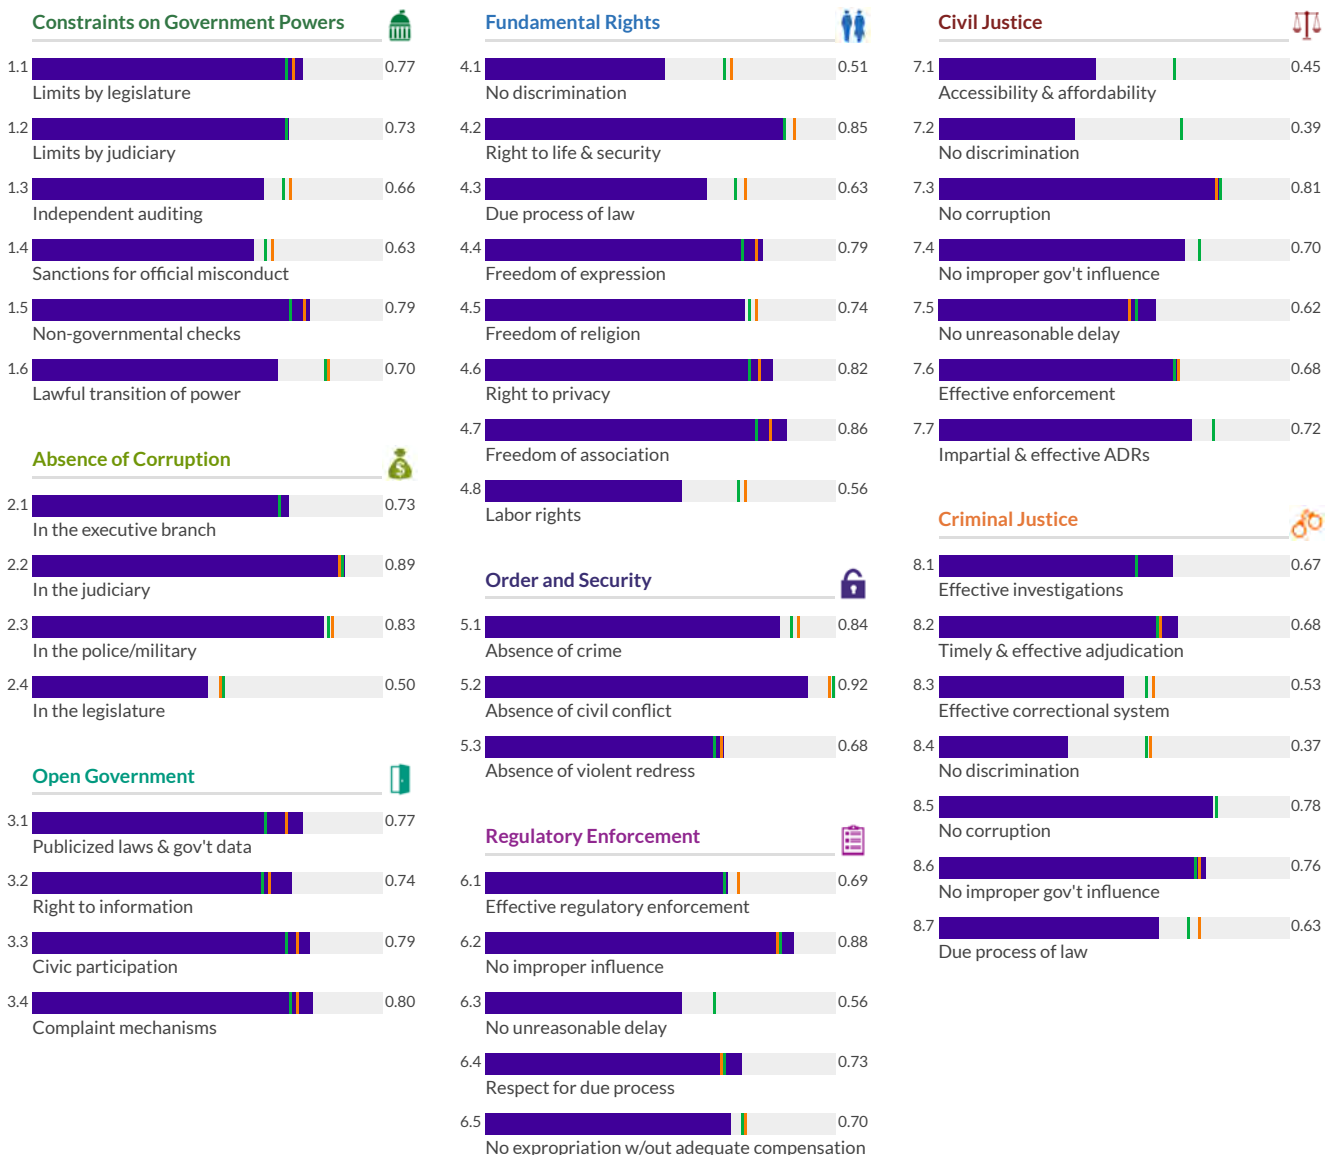 Constraints on Government Powers
1.1 0.77
Limits by legislature
1.2 0.73
Limits by judiciary
1.3 0.66
Independent auditing
1.4 0.63
Sanctions for official misconduct
1.5 0.79
Non-governmental checks
1.6 0.70
Lawful transition of power
Absence of Corruption
2.1 0.73
In the executive branch
2.2 0.89
In the judiciary
2.3 0.83
In the police/military
2.4 0.50
In the legislature
Open Government
3.1 0.77
Publicized laws & gov't data
3.2 0.74
Right to information
3.3 0.79
Civic participation
3.4 0.80
Complaint mechanisms
Fundamental Rights
4.1 0.51
No discrimination
4.2 0.85
Right to life & security
4.3 0.63
Due process of law
4.4 0.79
Freedom of expression
4.5 0.74
Freedom of religion
4.6 0.82
Right to privacy
4.7 0.86
Freedom of association
4.8 0.56
Labor rights
Order and Security
5.1 0.84
Absence of crime
5.2 0.92
Absence of civil conflict
5.3 0.68
Absence of violent redress
Regulatory Enforcement
6.1 0.69
Effective regulatory enforcement
6.2 0.88
No improper influence
6.3 0.56
No unreasonable delay
6.4 0.73
Respect for due process
6.5 0.70
No expropriation w/out adequate compensation
Civil Justice
7.1 0.45
Accessibility & affordability
7.2 0.39
No discrimination
7.3 0.81
No corruption
7.4 0.70
No improper gov't influence
7.5 0.62
No unreasonable delay
7.6 0.68
Effective enforcement
7.7 0.72
Impartial & effective ADRs
Criminal Justice
8.1 0.67
Effective investigations
8.2 0.68
Timely & effective adjudication
8.3 0.53
Effective correctional system
8.4 0.37
No discrimination
8.5 0.78
No corruption
8.6 0.76
No improper gov't influence
8.7 0.63
Due process of law